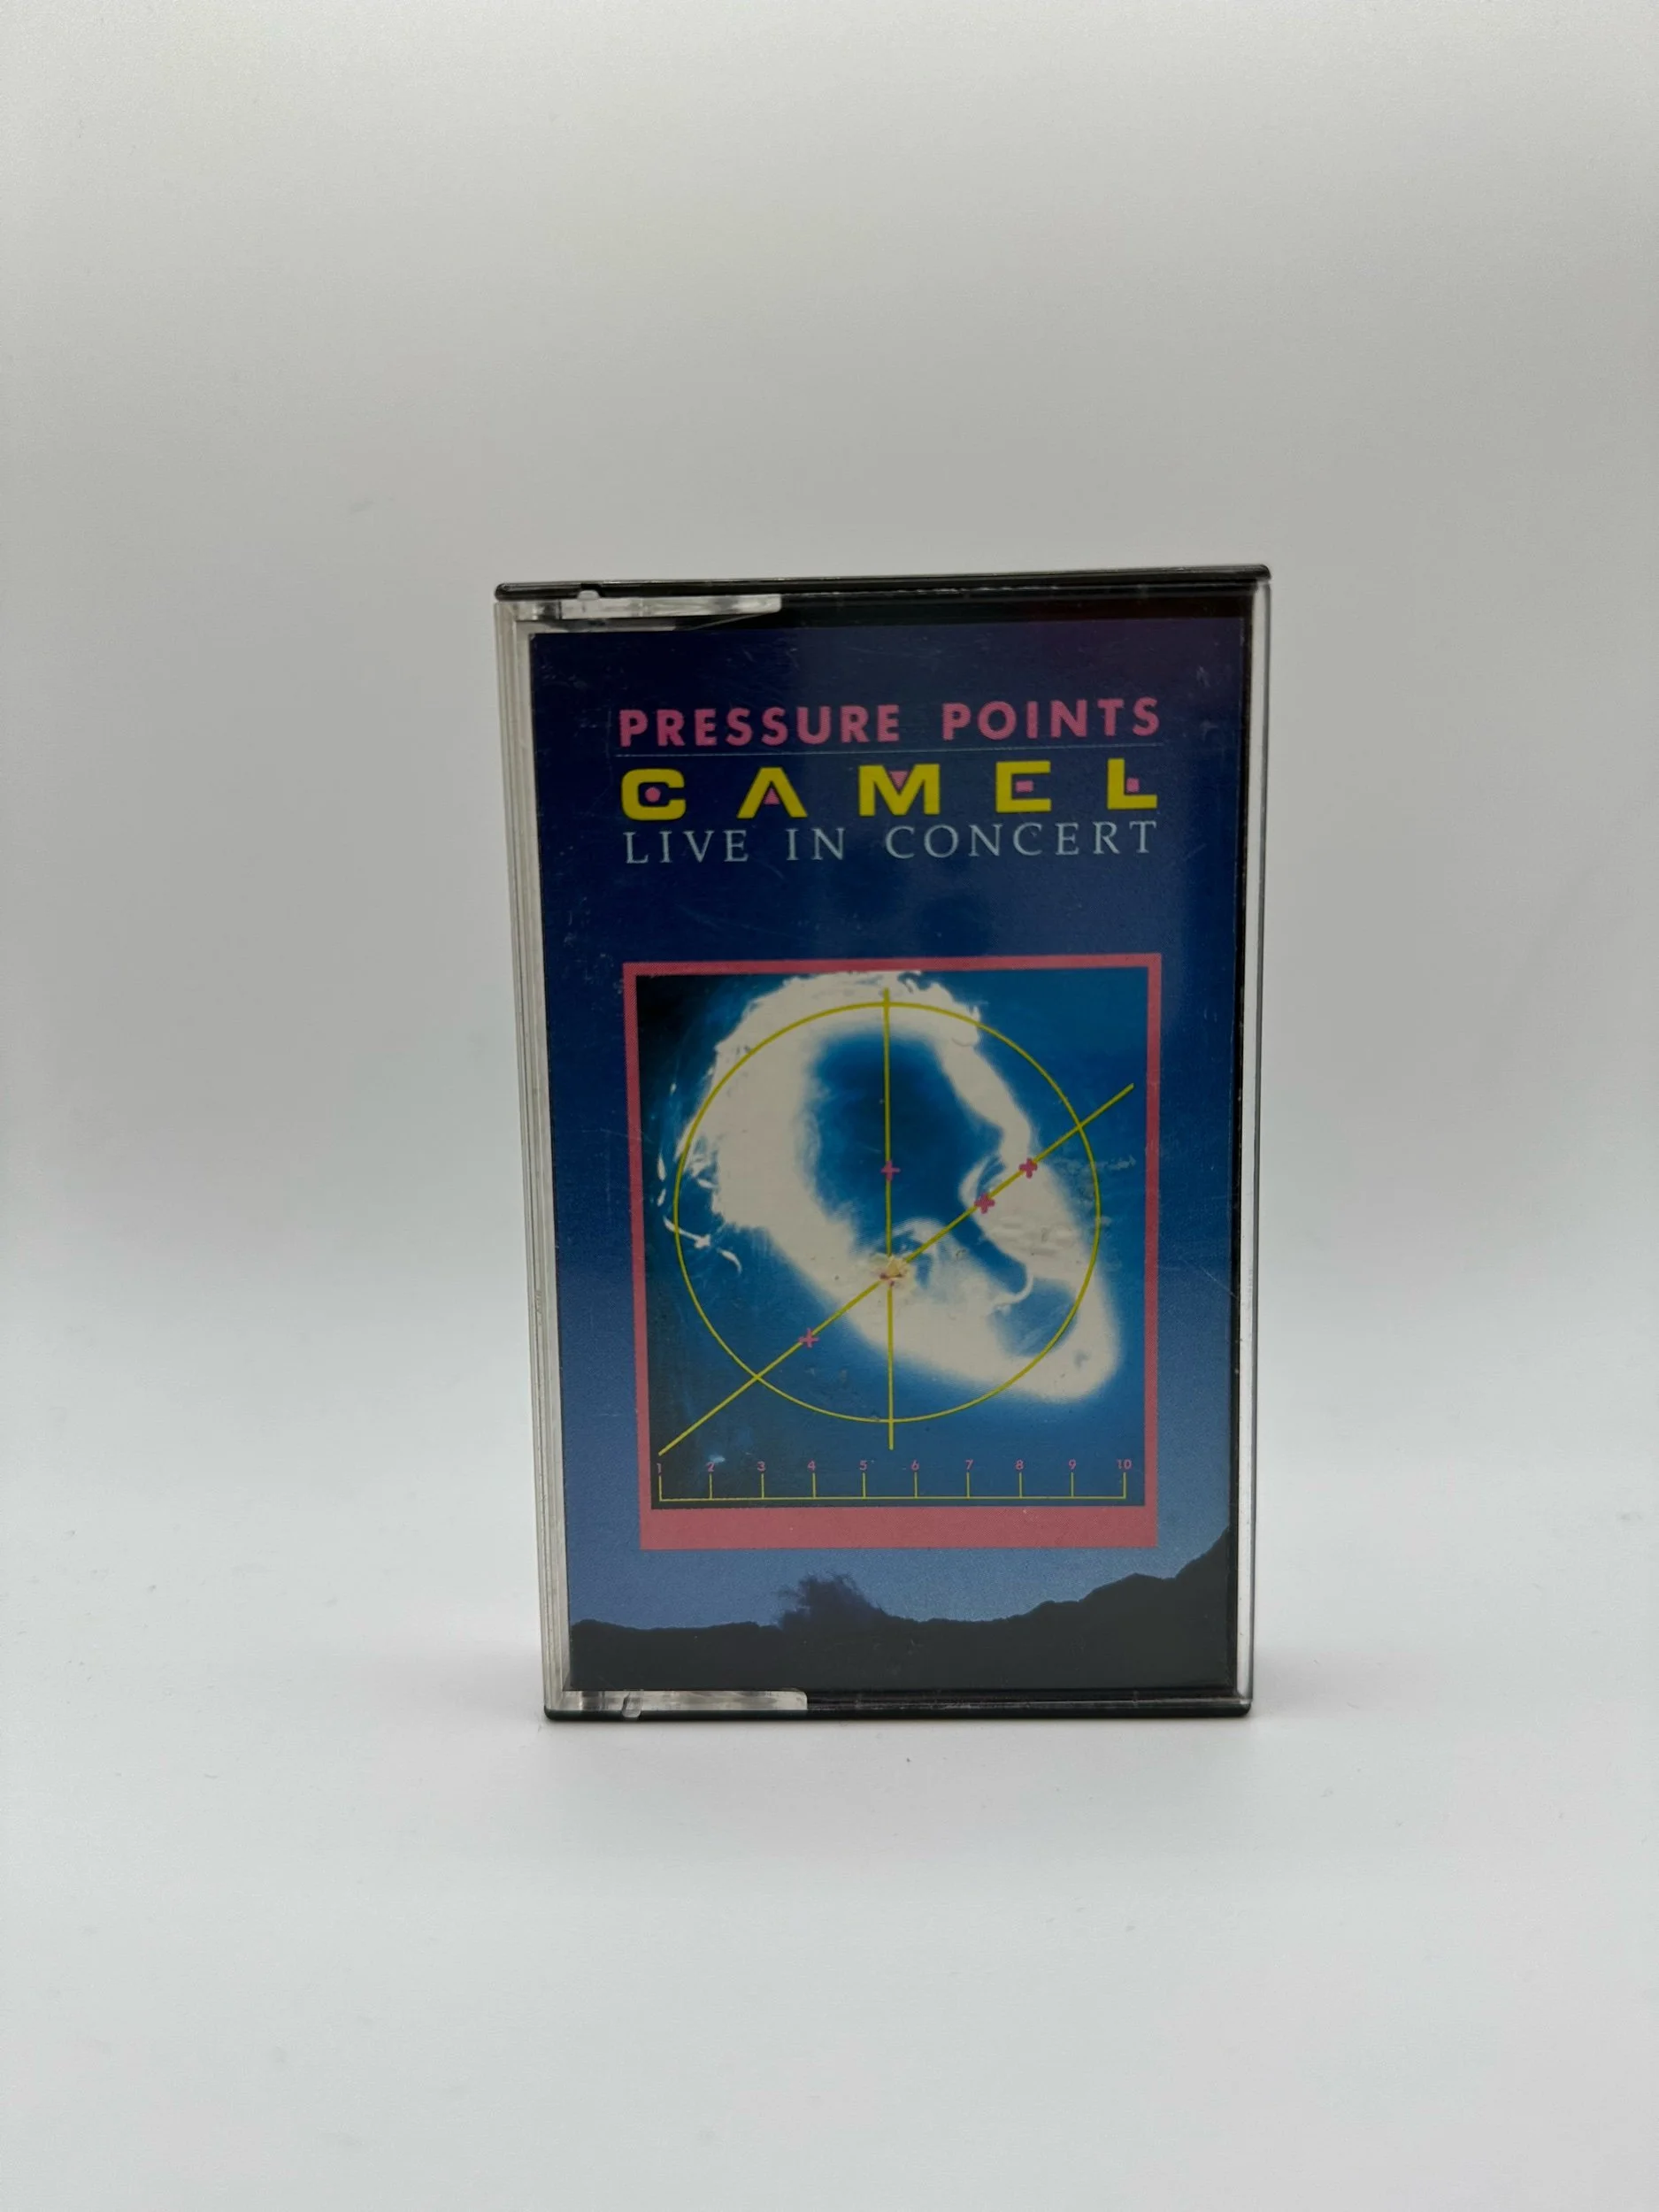 PRESSURE POINTS
CAMEL
LIVE IN CONCERT
1 2 3 4 5 6 7 8 9 10